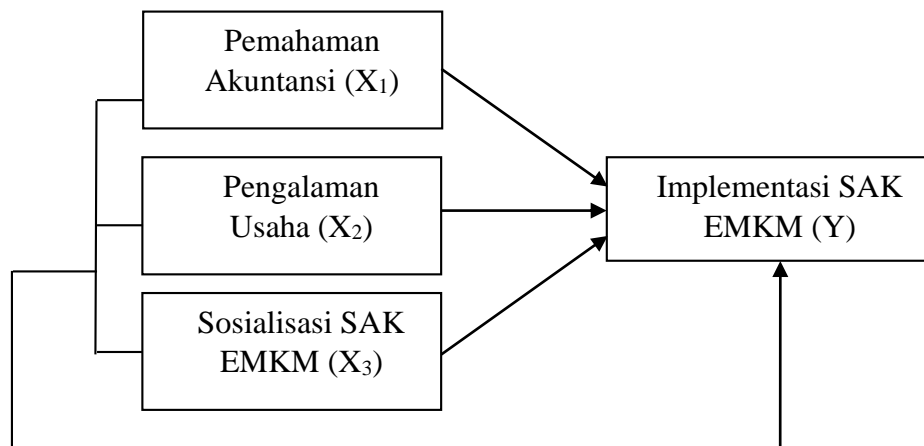 Pemahaman
Akuntansi (X₁)
Pengalaman
Usaha (X₂)
Implementasi SAK
EMKM (Y)
Sosialisasi SAK
EMKM (X₃)